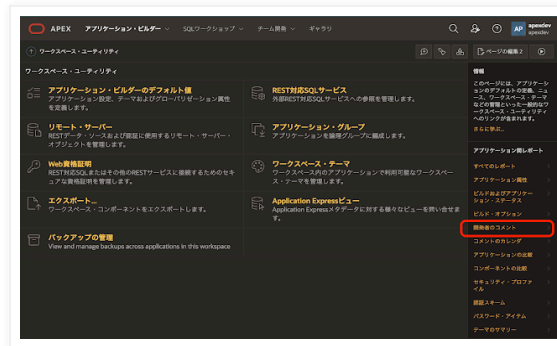 APEX アプリケーション・ビルダー SQLワークショップ チーム開発 ギャラリ AP apexdev apexdev
ワークスペース・ユーティリティ ページの編集2
ワークスペース・ユーティリティ
アプリケーション・ビルダーのデフォルト値
アプリケーション設定、テーマおよびグローバリゼーション属性
を定義します。
REST対応SQLサービス
外部REST対応SQLサービスへの参照を管理します。
リモート・サーバー
RESTデータ・ソースおよび認証に使用するリモート・サーバー・
オブジェクトを管理します。
アプリケーション・グループ
アプリケーションを論理グループに編成します。
Web資格証明
REST対応SQLまたはその他のRESTサービスに接続するためのセキ
ュアな資格証明を管理します。
ワークスペース・テーマ
ワークスペース内のアプリケーションで利用可能なワークスペー
ス・テーマを管理します。
エクスポート...
ワークスペース・コンポーネントをエクスポートします。
Application Expressビュー
Application Expressメタデータに対する様々なビューを問い合せま
す。
バックアップの管理
View and manage backups across applications in this workspace
情報
このページには、アプリケーシ
ョンのデフォルトの定義、ニュ
ース、ワークスペース・テーマ
などの管理といった一般的なワ
ークスペース・ユーティリティ
へのリンクが含まれます。
さらに学ぶ...
アプリケーション間レポート
すべてのレポート
アプリケーション属性
ビルドおよびアプリケー
ション・ステータス
ビルド・オプション
開発者のコメント
コメントのカレンダ
アプリケーションの比較
コンポーネントの比較
セキュリティ・プロファ
イル
認証スキーム
パスワード・アイテム
テーマのサマリー